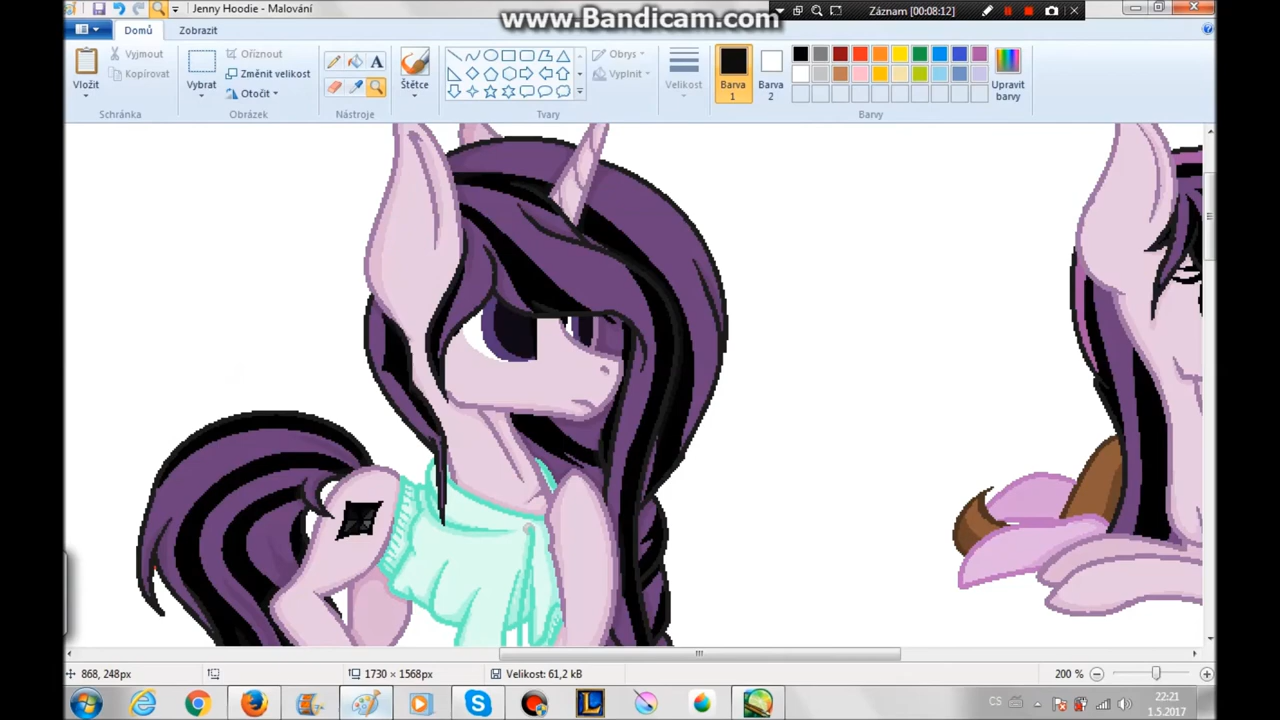 Jenny Hoodie - Malování
www.Bandicam.com
Záznam [00:08:12]
Domů
Zobrazit
Vložit
Vyjmout
Kopírovat
Schránka
Vybrat
Oříznout
Změnit velikost
Otočit
Obrázek
A
Nástroje
Štětce
Obrys
Výplň
Tvary
Velikost
Barva
1
Barva
2
Upravit
barvy
Barvy
868, 248px
1730 × 1568px
Velikost: 61,2 kB
200 %
CS
22:21
1.5.2017